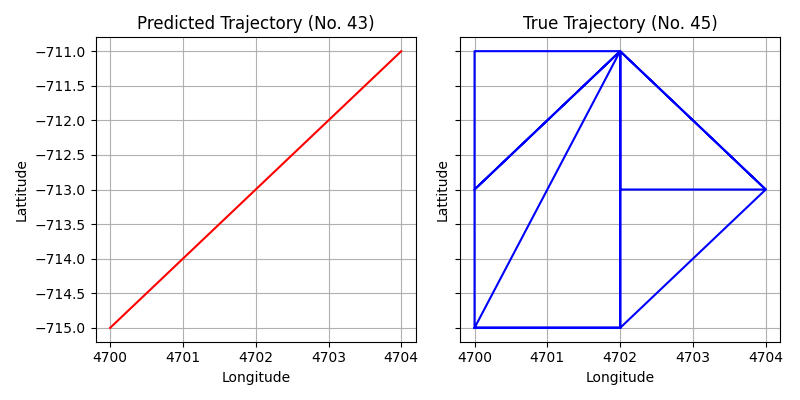 Predicted Trajectory (No. 43)
True Trajectory (No. 45)
−711.0
−711.5
−712.0
−712.5
−713.0
−713.5
−714.0
−714.5
−715.0
Lattitude
Lattitude
4700 4701 4702 4703 4704
4700 4701 4702 4703 4704
Longitude
Longitude